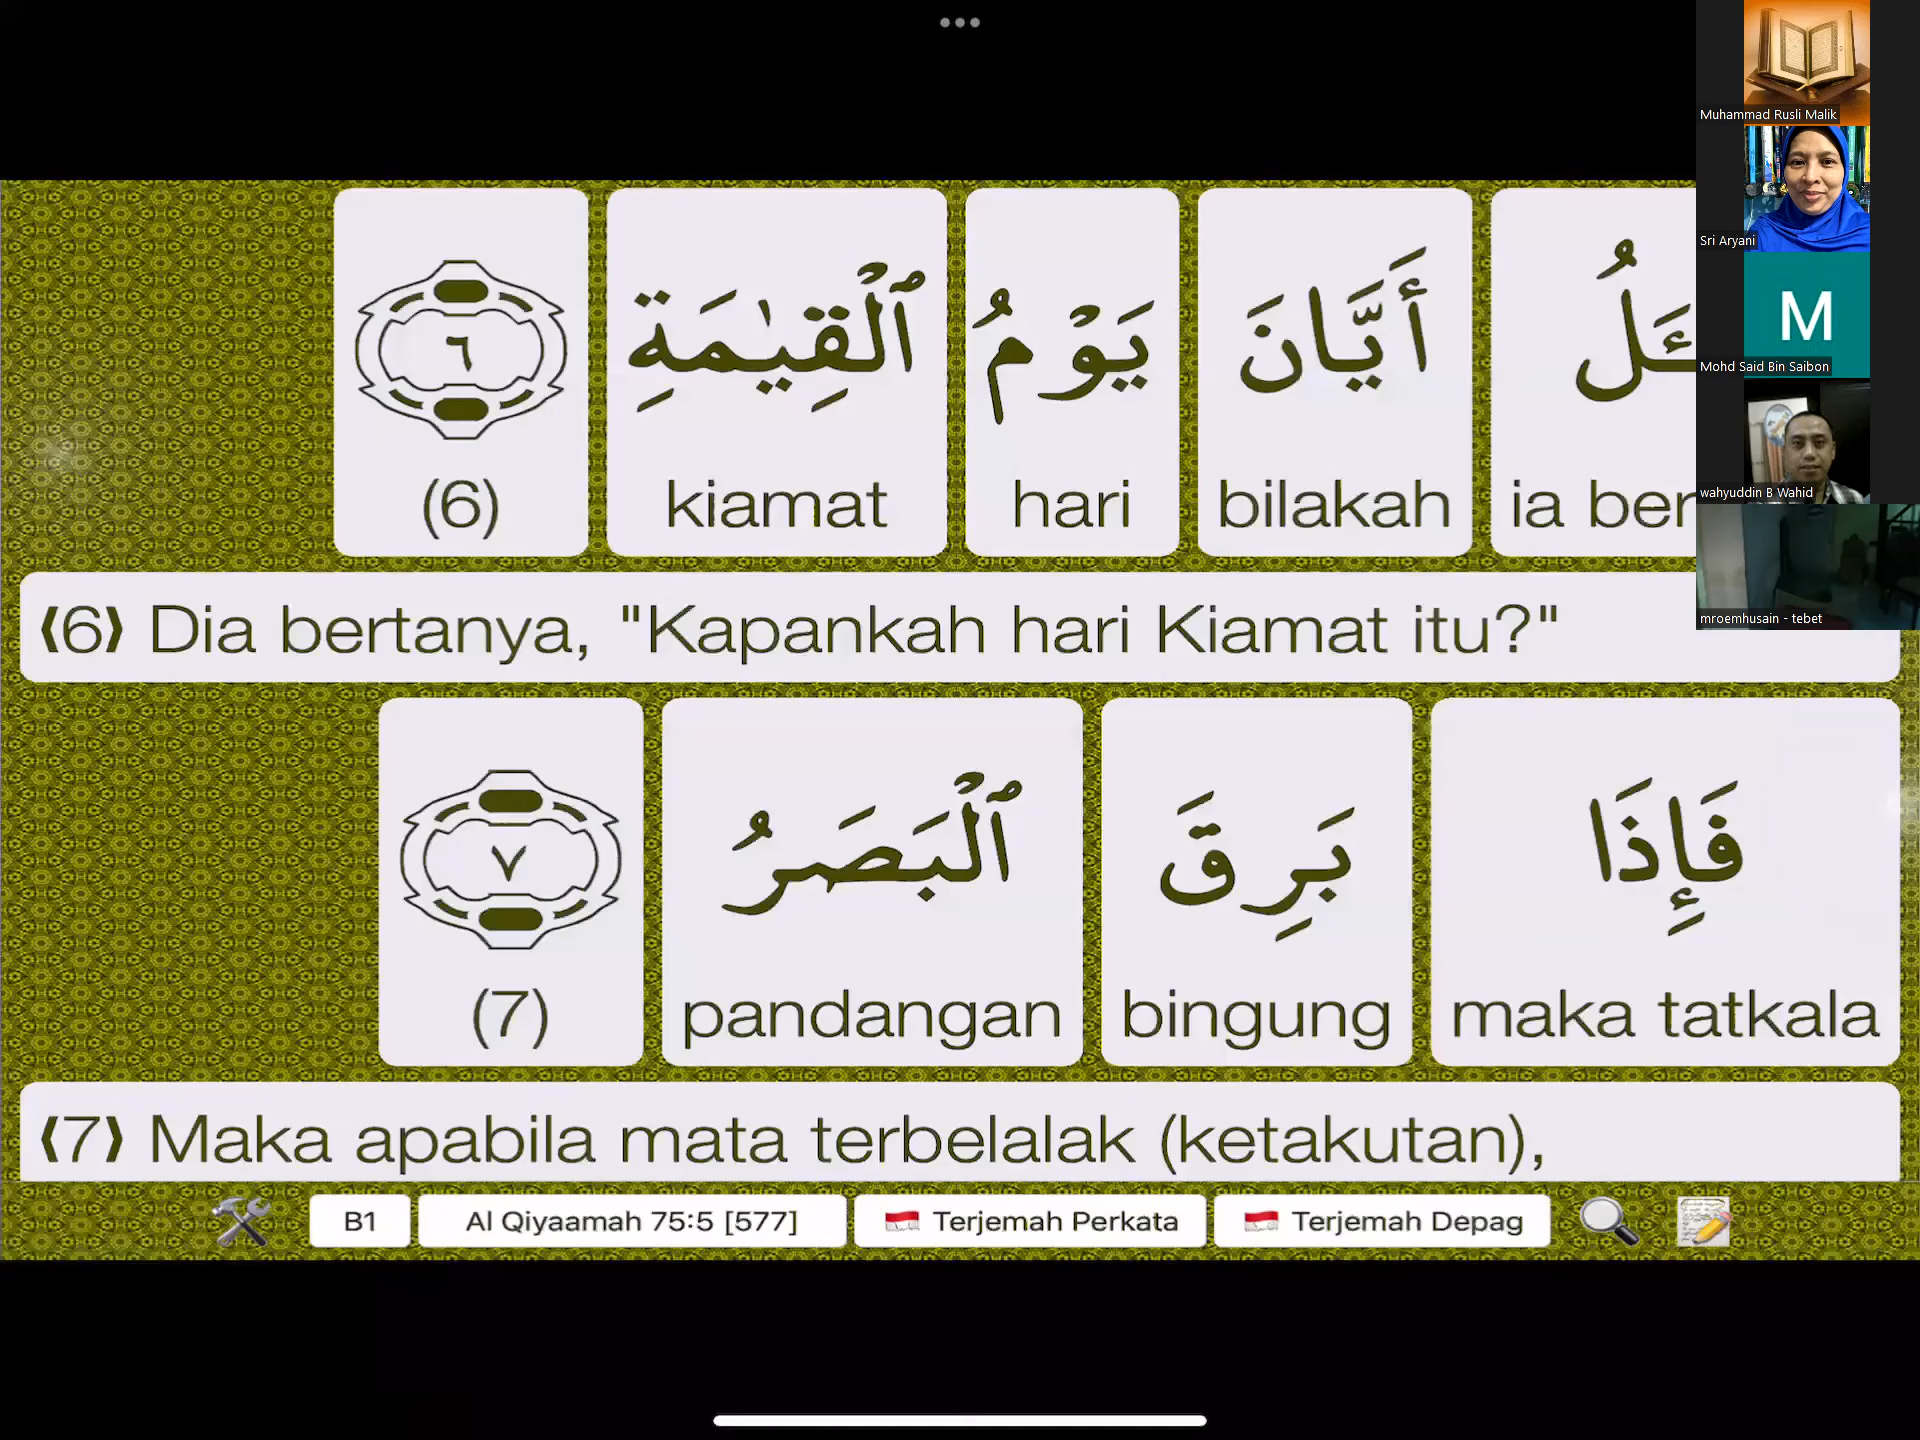 أَيَّانَ يَوْمُ ٱلْقِيَٰمَةِ ٦
bilakah hari kiamat (6)
(6) Dia bertanya, "Kapankah hari Kiamat itu?"
فَإِذَا بَرِقَ ٱلْبَصَرُ ٧
maka tatkala bingung pandangan (7)
(7) Maka apabila mata terbelalak (ketakutan),
B1 Al Qiyaamah 75:5 [577] Terjemah Perkata Terjemah Depag
Muhammad Rusli Malik
Sri Aryani
M
Mohd Said Bin Saibon
wahyuddin B Wahid
mroemhusain - tebet